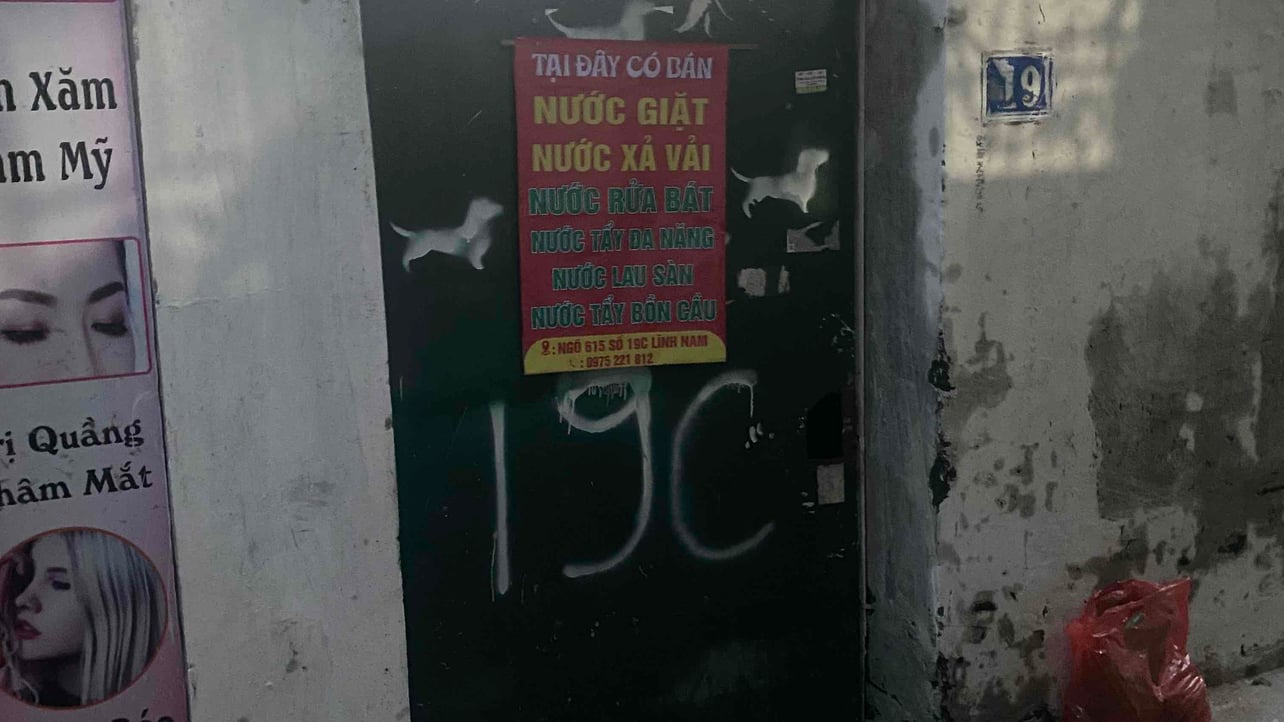 Xăm
Mỹ
Quầng
Mắt
TẠI ĐÂY CÓ BÁN
NƯỚC GIẶT
NƯỚC XẢ VẢI
NƯỚC RỬA BÁT
NƯỚC TẨY ĐA NĂNG
NƯỚC LAU SÀN
NƯỚC TẨY BỒN CẦU
: NGÕ 615 SỐ 19C LĨNH NAM
: 0975 221 812
19C
19